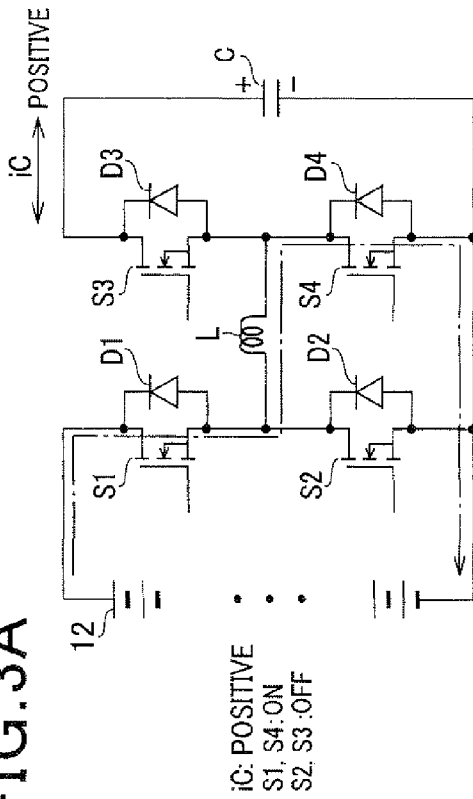 FIG.3A
iC
POSITIVE
12
S1
D1
S3
D3
L
C
+
−
S2
D2
S4
D4
iC: POSITIVE
S1, S4:ON
S2, S3 :OFF